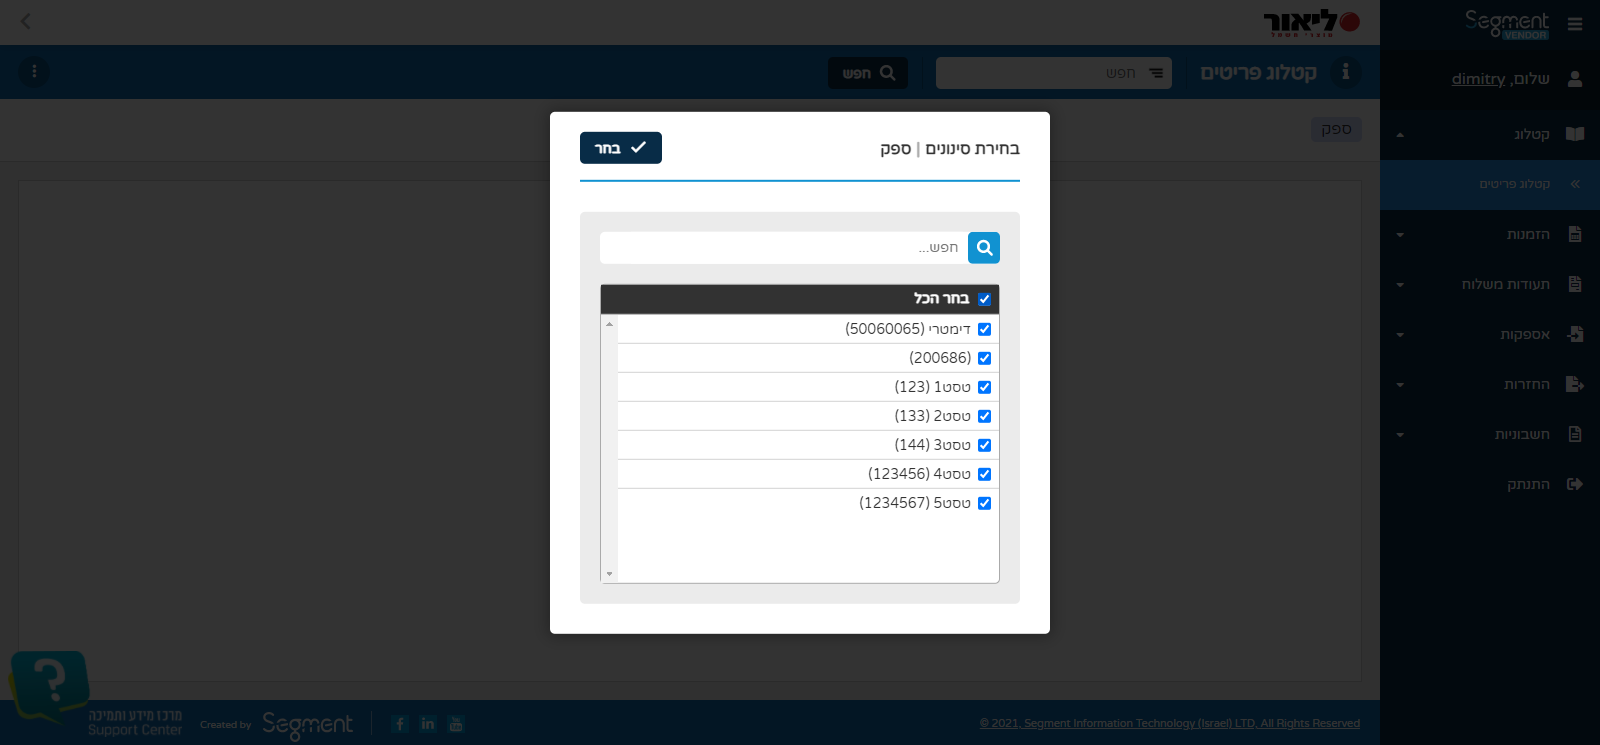 Segment
VENDOR
שלום, dimitry
קטלוג
קטלוג פריטים
הזמנות
תעודות משלוח
אספקות
החזרות
חשבוניות
התנתק
ליאור
מוצרי חשמל
קטלוג פריטים
חפש
חפש
ספק
בחירת סינונים | ספק
בחר
חפש...
בחר הכל
דימטרי (50060065)
(200686)
טסט1 (123)
טסט2 (133)
טסט3 (144)
טסט4 (123456)
טסט5 (1234567)
© 2021, Segment Information Technology (Israel) LTD, All Rights Reserved
Created by Segment
מרכז מידע ותמיכה
Support Center